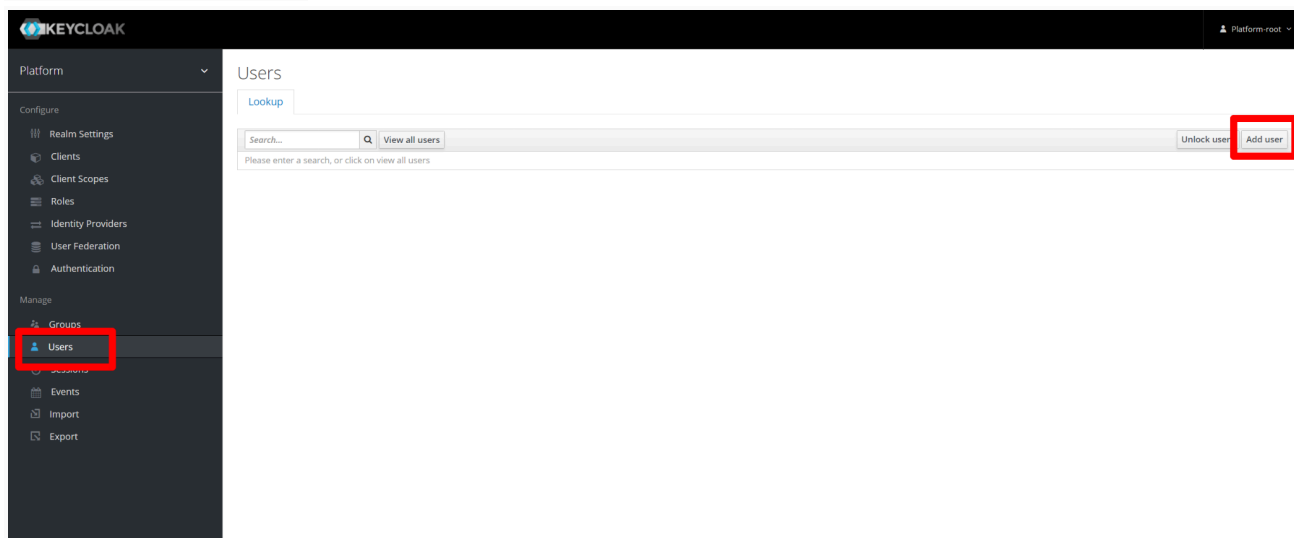 KEYCLOAK
Platform-root
Platform
Configure
Realm Settings
Clients
Client Scopes
Roles
Identity Providers
User Federation
Authentication
Manage
Groups
Users
Sessions
Events
Import
Export
Users
Lookup
Search... View all users Unlock users Add user
Please enter a search, or click on view all users